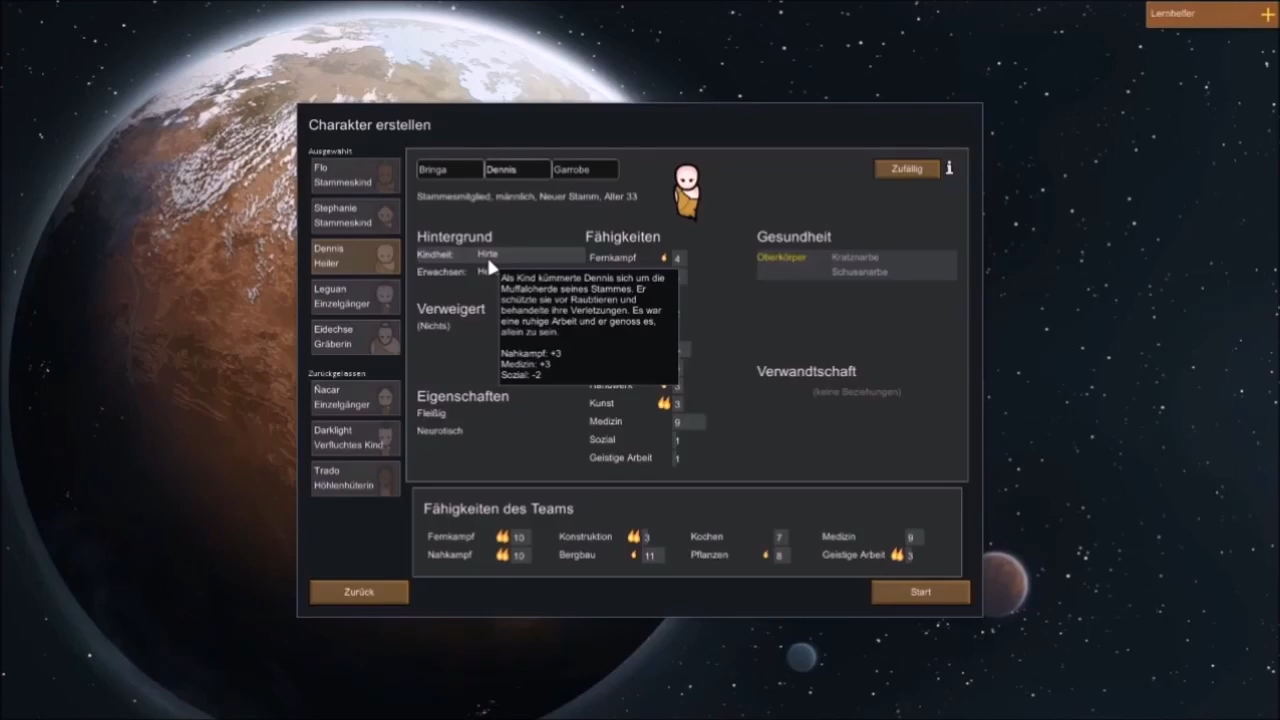 Lernhelfer
Charakter erstellen
Ausgewählt
Flo
Stammeskind
Stephanie
Stammeskind
Dennis
Heiler
Leguan
Einzelgänger
Eidechse
Gräberin
Zurückgelassen
Ñacar
Einzelgänger
Darklight
Verfluchtes Kind
Trado
Höhlenhüterin
Bringa Dennis Garrobe
Zufällig
Stammesmitglied, männlich, Neuer Stamm, Alter 33
Hintergrund
Kindheit: Hirte
Erwachsen:
Verweigert
(Nichts)
Eigenschaften
Fleißig
Neurotisch
Fähigkeiten
Fernkampf 4
Als Kind kümmerte Dennis sich um die
Muffaloherde seines Stammes. Er
schützte sie vor Raubtieren und
behandelte ihre Verletzungen. Es war
eine ruhige Arbeit und er genoss es,
allein zu sein.
Nahkampf: +3
Medizin: +3
Sozial: -2
Handwerk 3
Kunst 3
Medizin 9
Sozial 1
Geistige Arbeit 1
Gesundheit
Oberkörper Kratznarbe
Schussnarbe
Verwandtschaft
(keine Beziehungen)
Fähigkeiten des Teams
Fernkampf 10 Konstruktion 3 Kochen 7 Medizin 9
Nahkampf 10 Bergbau 11 Pflanzen 8 Geistige Arbeit 3
Zurück
Start